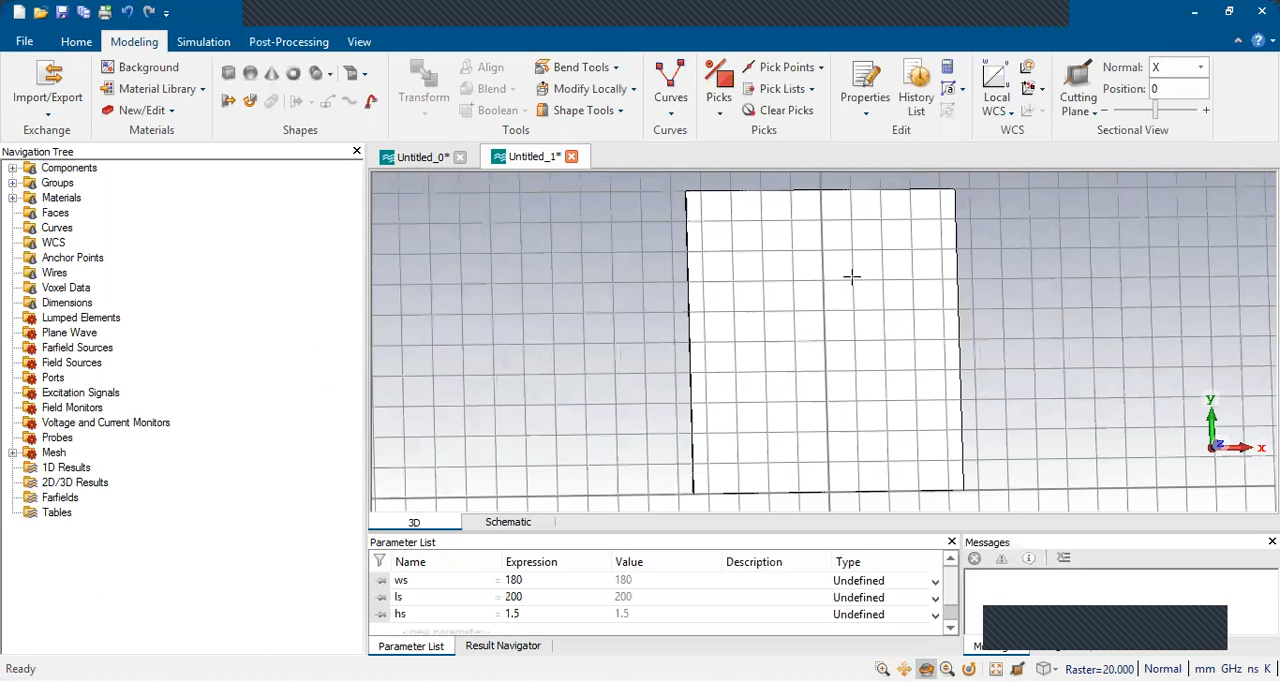 File Home Modeling Simulation Post-Processing View
Import/Export
Exchange
Background
Material Library
New/Edit
Materials
Shapes
Transform
Align
Blend
Boolean
Bend Tools
Modify Locally
Shape Tools
Tools
Curves
Curves
Picks
Pick Points
Pick Lists
Clear Picks
Picks
Properties
History
List
Edit
Local
WCS
WCS
Cutting
Plane
Normal: X
Position: 0
Sectional View
Navigation Tree
Untitled_0*
Untitled_1*
Components
Groups
Materials
Faces
Curves
WCS
Anchor Points
Wires
Voxel Data
Dimensions
Lumped Elements
Plane Wave
Farfield Sources
Field Sources
Ports
Excitation Signals
Field Monitors
Voltage and Current Monitors
Probes
Mesh
1D Results
2D/3D Results
Farfields
Tables
y
z
x
3D Schematic
Parameter List
Name Expression Value Description Type
ws = 180 180 Undefined
ls = 200 200 Undefined
hs = 1.5 1.5 Undefined
<new parameter>
Parameter List Result Navigator
Messages
Ready
Raster=20.000 Normal mm GHz ns K